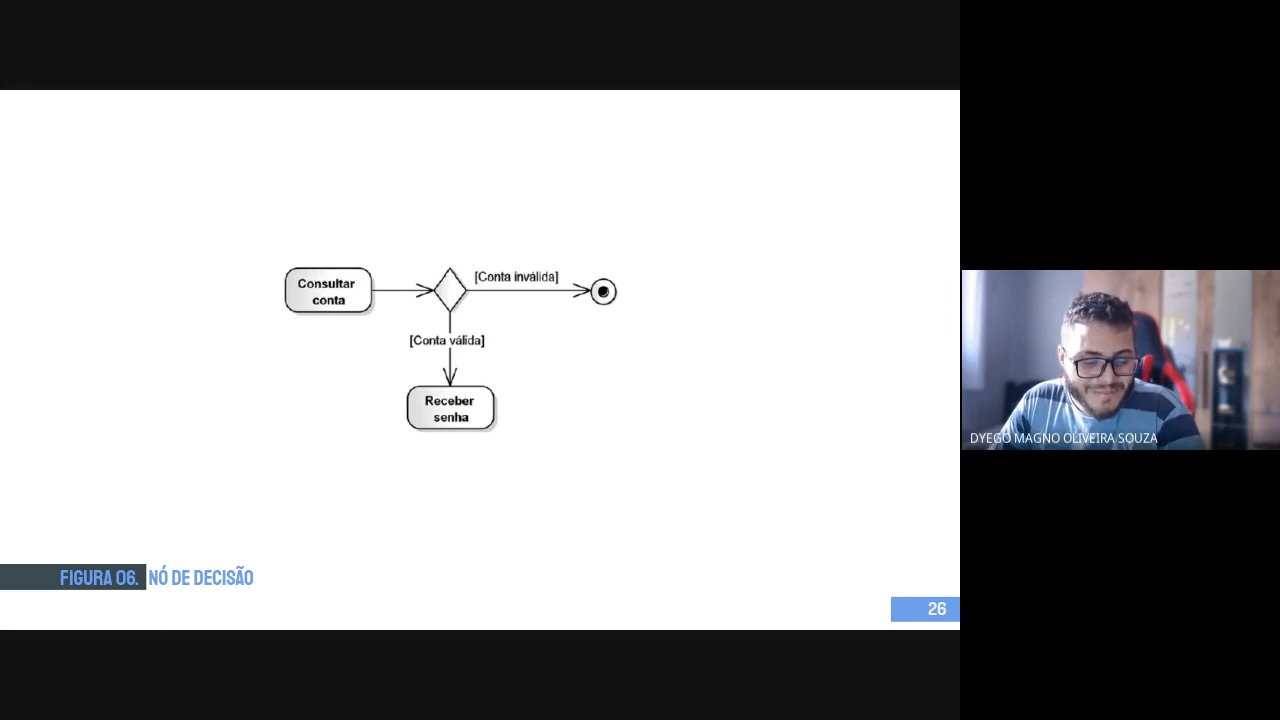 Consultar
conta
[Conta inválida]
[Conta válida]
Receber
senha
FIGURA 06. NÓ DE DECISÃO
26
DYEGO MAGNO OLIVEIRA SOUZA